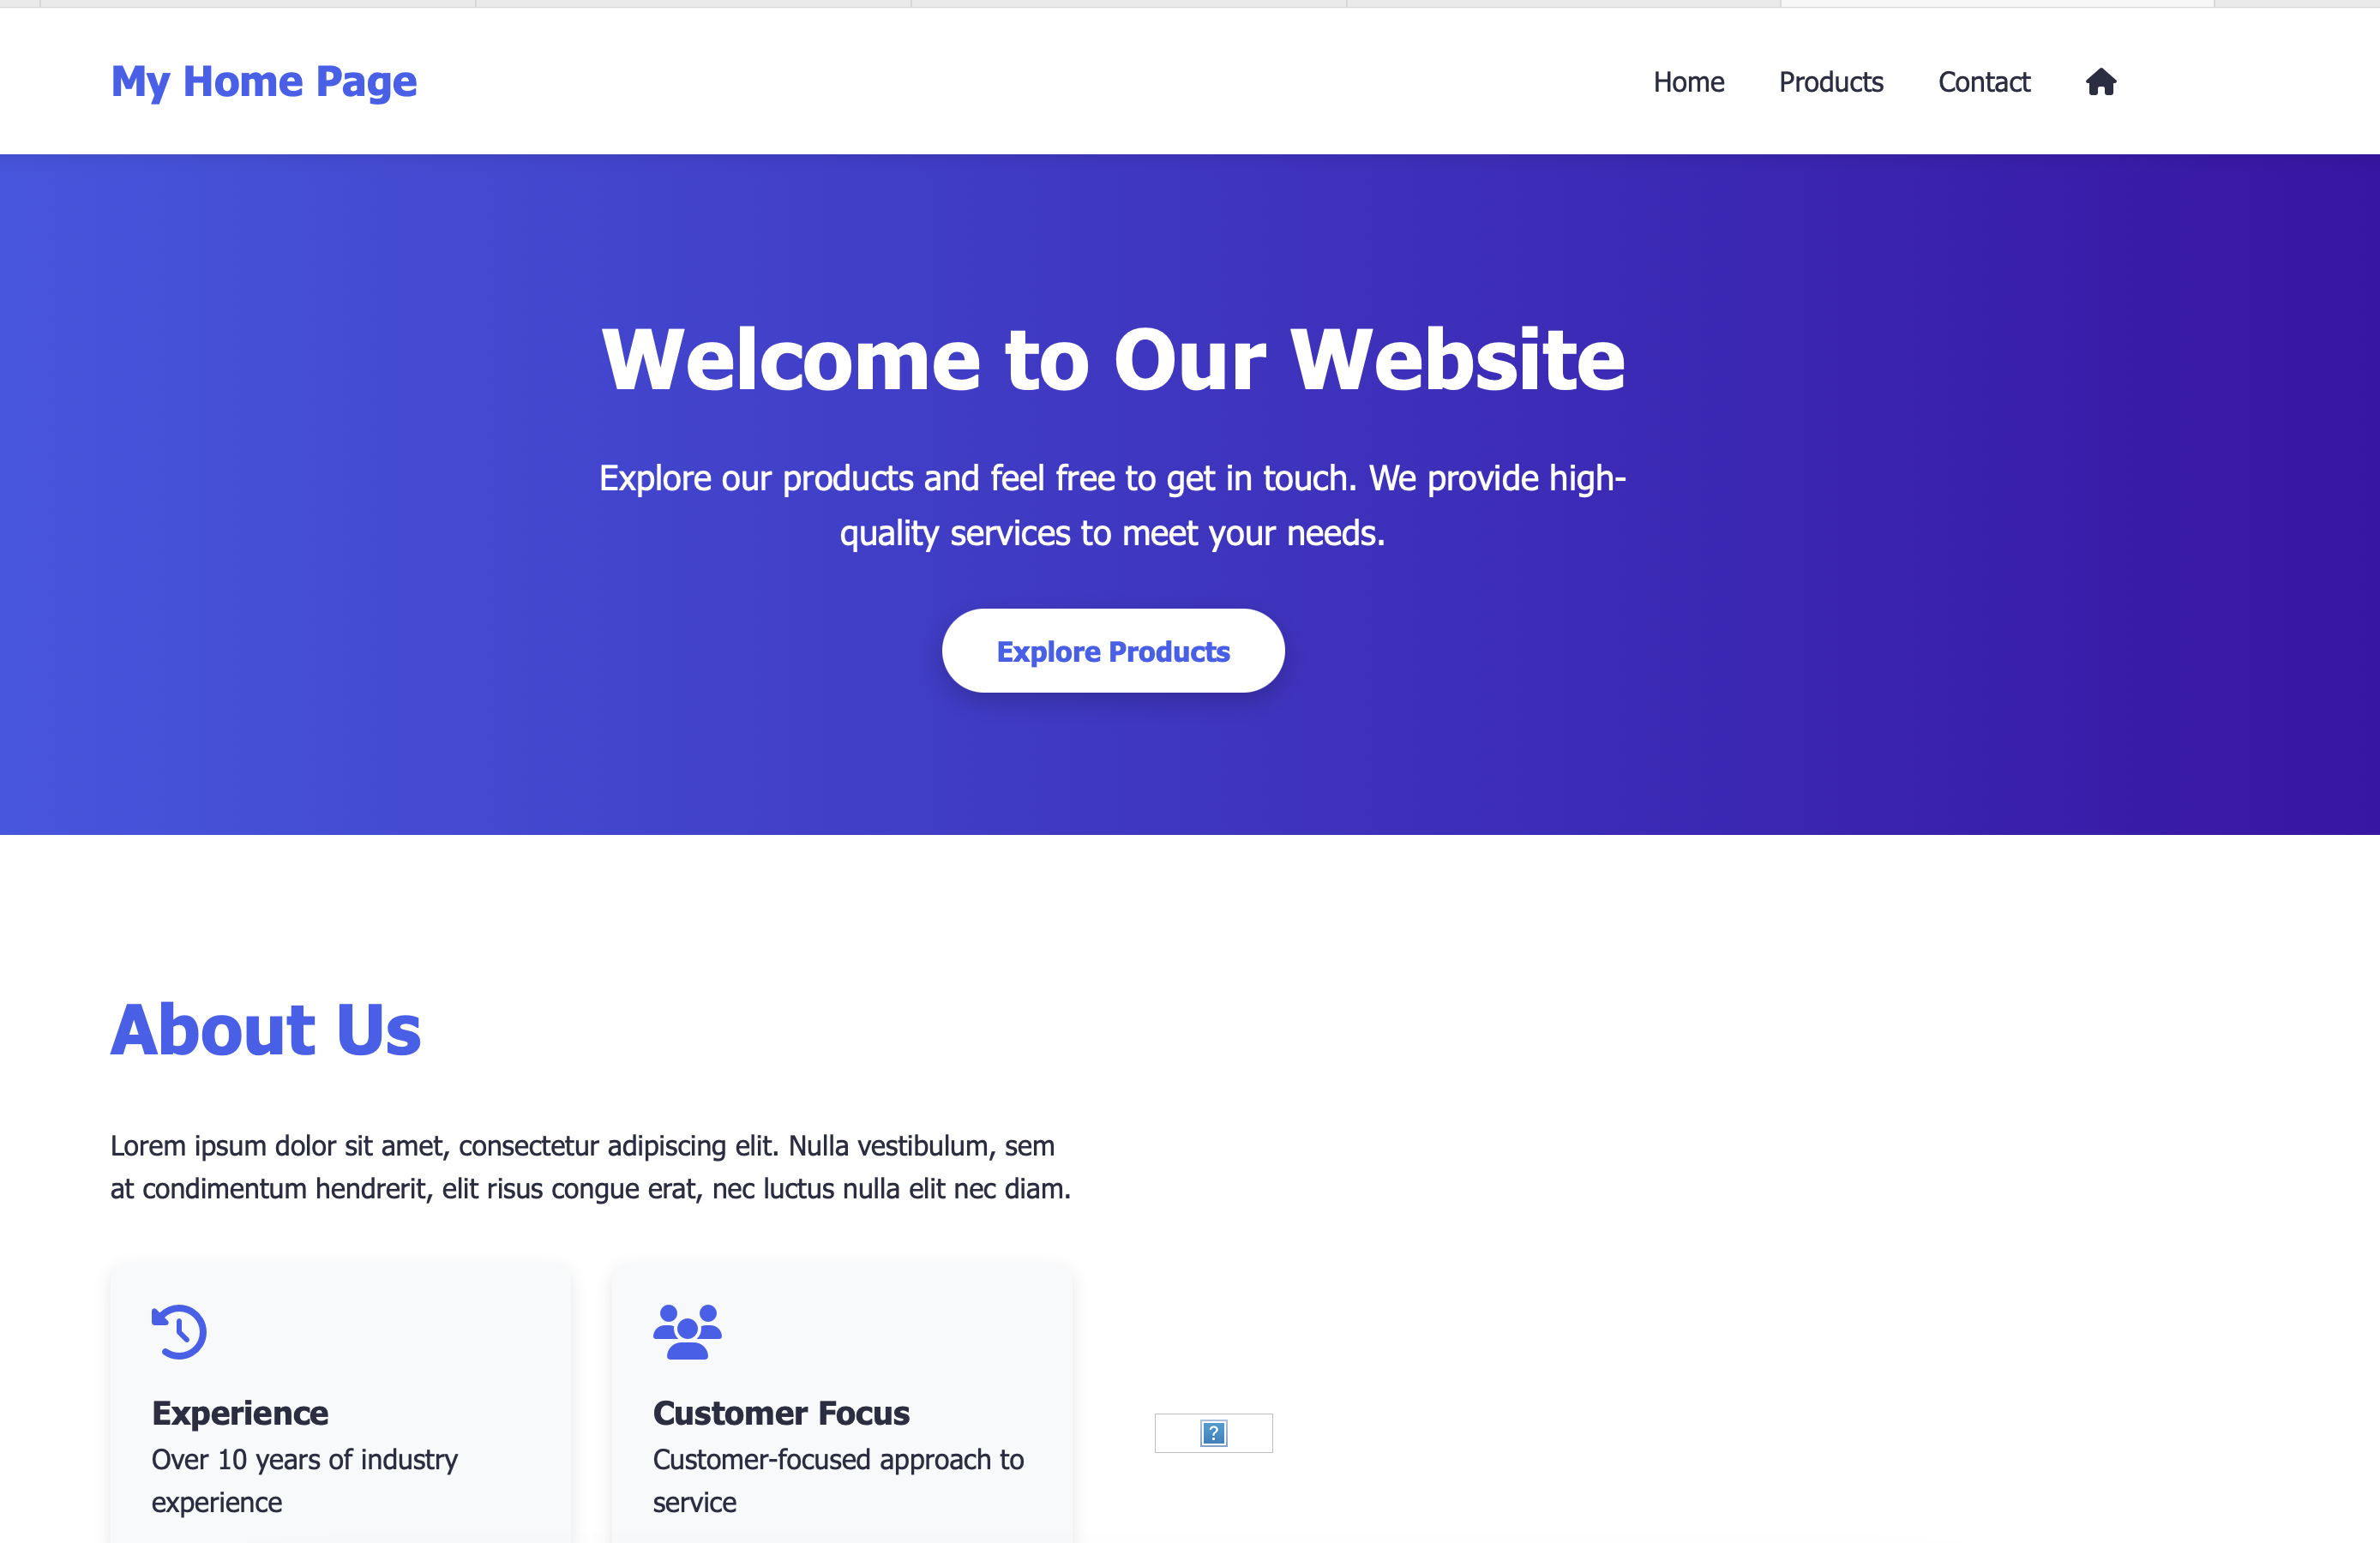 My Home Page
Home Products Contact
Welcome to Our Website
Explore our products and feel free to get in touch. We provide high-
quality services to meet your needs.
Explore Products
About Us
Lorem ipsum dolor sit amet, consectetur adipiscing elit. Nulla vestibulum, sem
at condimentum hendrerit, elit risus congue erat, nec luctus nulla elit nec diam.
Experience
Over 10 years of industry
experience
Customer Focus
Customer-focused approach to
service
?